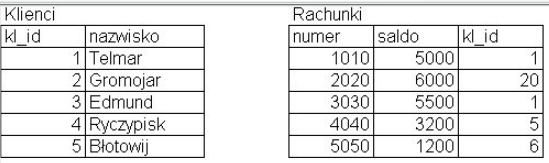 Klienci Rachunki
kl_id nazwisko numer saldo kl_id
1 Telmar 1010 5000 1
2 Gromojar 2020 6000 20
3 Edmund 3030 5500 1
4 Ryczypisk 4040 3200 5
5 Błotowij 5050 1200 6